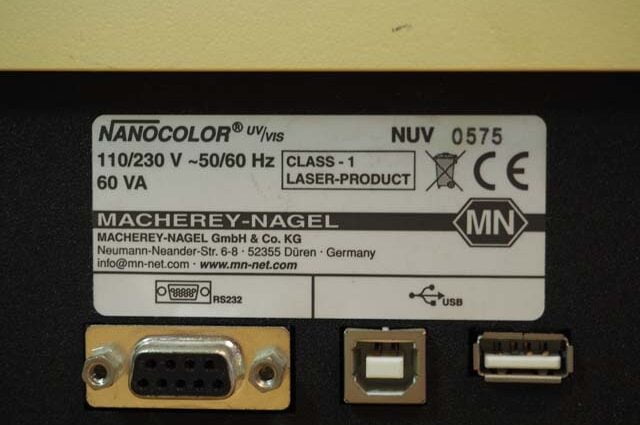 NANOCOLOR® UV/VIS NUV 0575
110/230 V ~50/60 Hz
60 VA
CLASS - 1
LASER-PRODUCT
CE
MACHEREY-NAGEL
MN
MACHEREY-NAGEL GmbH & Co. KG
Neumann-Neander-Str. 6-8 · 52355 Düren · Germany
info@mn-net.com · www.mn-net.com
RS232
USB